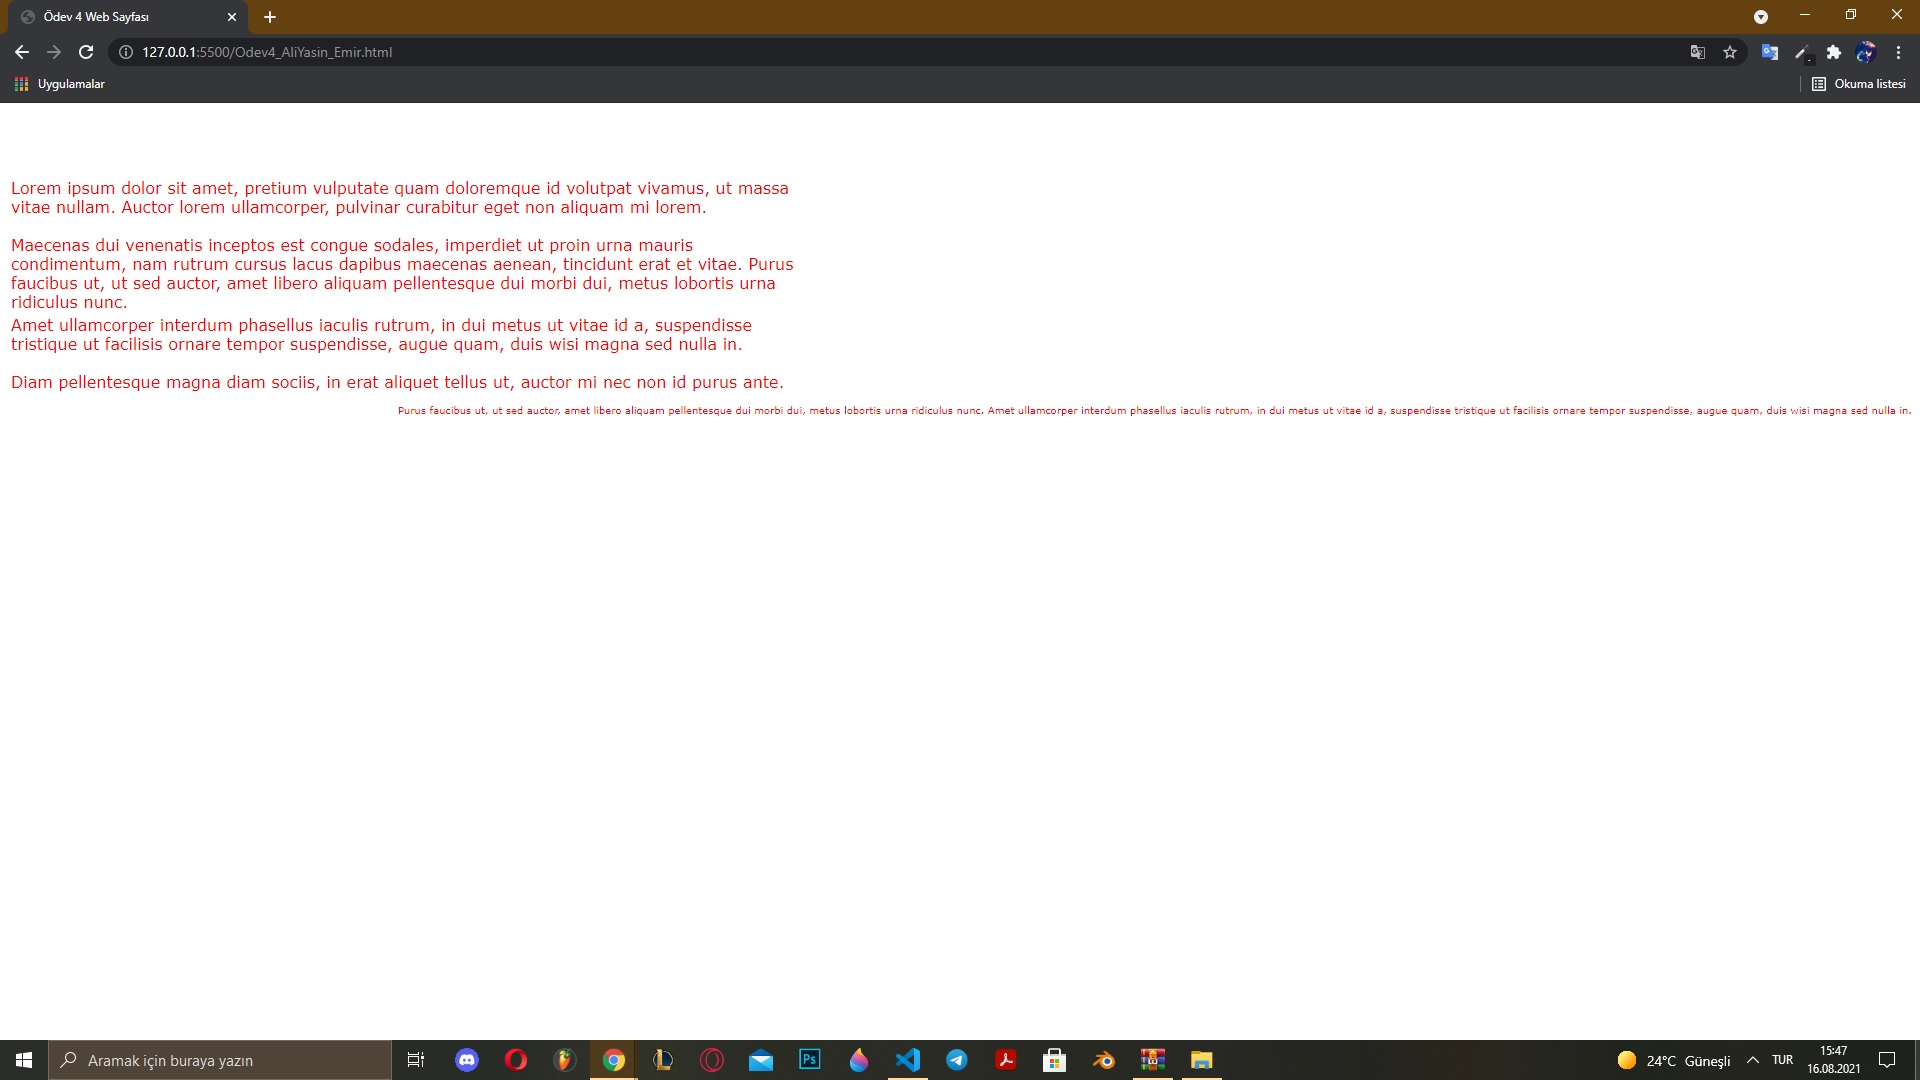 Ödev 4 Web Sayfası
127.0.0.1:5500/Odev4_AliYasin_Emir.html
Uygulamalar
Okuma listesi
Lorem ipsum dolor sit amet, pretium vulputate quam doloremque id volutpat vivamus, ut massa
vitae nullam. Auctor lorem ullamcorper, pulvinar curabitur eget non aliquam mi lorem.
Maecenas dui venenatis inceptos est congue sodales, imperdiet ut proin urna mauris
condimentum, nam rutrum cursus lacus dapibus maecenas aenean, tincidunt erat et vitae. Purus
faucibus ut, ut sed auctor, amet libero aliquam pellentesque dui morbi dui, metus lobortis urna
ridiculus nunc.
Amet ullamcorper interdum phasellus iaculis rutrum, in dui metus ut vitae id a, suspendisse
tristique ut facilisis ornare tempor suspendisse, augue quam, duis wisi magna sed nulla in.
Diam pellentesque magna diam sociis, in erat aliquet tellus ut, auctor mi nec non id purus ante.
Purus faucibus ut, ut sed auctor, amet libero aliquam pellentesque dui morbi dui, metus lobortis urna ridiculus nunc. Amet ullamcorper interdum phasellus iaculis rutrum, in dui metus ut vitae id a, suspendisse tristique ut facilisis ornare tempor suspendisse, augue quam, duis wisi magna sed nulla in.
Aramak için buraya yazın
Ps
24°C Güneşli
TUR
15:47
16.08.2021